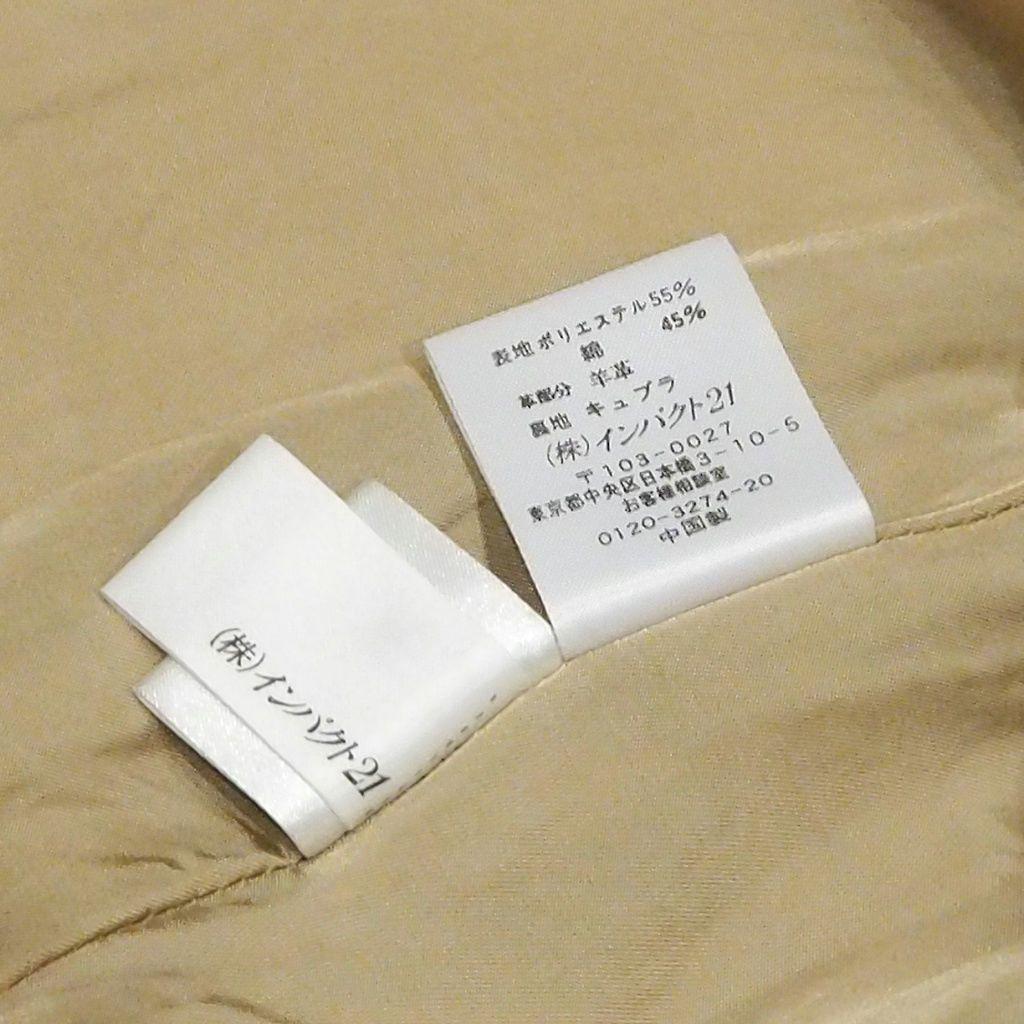 表地 ポリエステル 55%
綿 45%
革部分 羊革
裏地 キュプラ
(株)インパクト21
〒103-0027
東京都中央区日本橋3-10-5
お客様相談室
0120-3274-20
中国製
(株)インパクト21